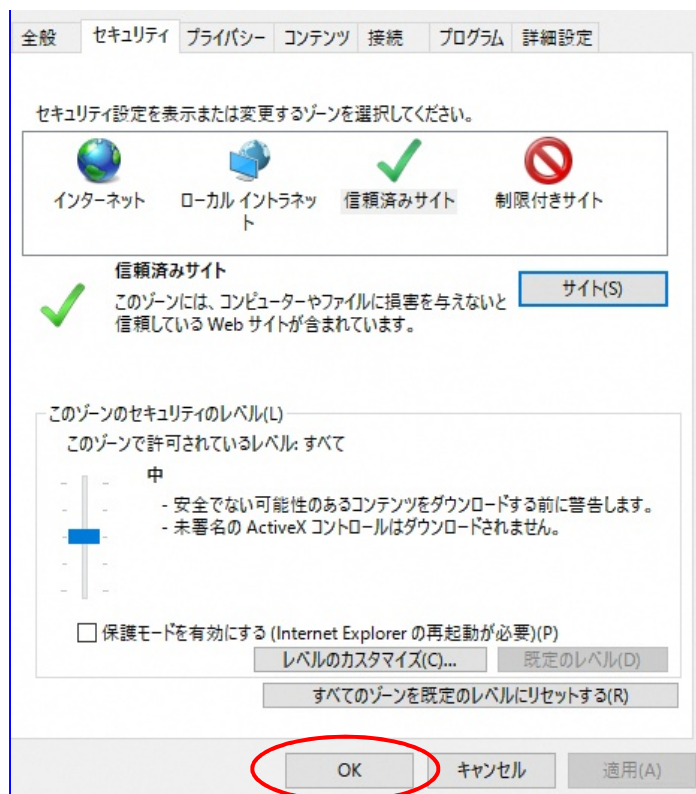 全般 セキュリティ プライバシー コンテンツ 接続 プログラム 詳細設定
セキュリティ設定を表示または変更するゾーンを選択してください。
インターネット
ローカル イントラネッ
ト
信頼済みサイト
制限付きサイト
信頼済みサイト
このゾーンには、コンピューターやファイルに損害を与えないと
信頼している Web サイトが含まれています。
サイト(S)
このゾーンのセキュリティのレベル(L)
このゾーンで許可されているレベル: すべて
中
- 安全でない可能性のあるコンテンツをダウンロードする前に警告します。
- 未署名の ActiveX コントロールはダウンロードされません。
保護モードを有効にする (Internet Explorer の再起動が必要)(P)
レベルのカスタマイズ(C)... 既定のレベル(D)
すべてのゾーンを既定のレベルにリセットする(R)
OK キャンセル 適用(A)